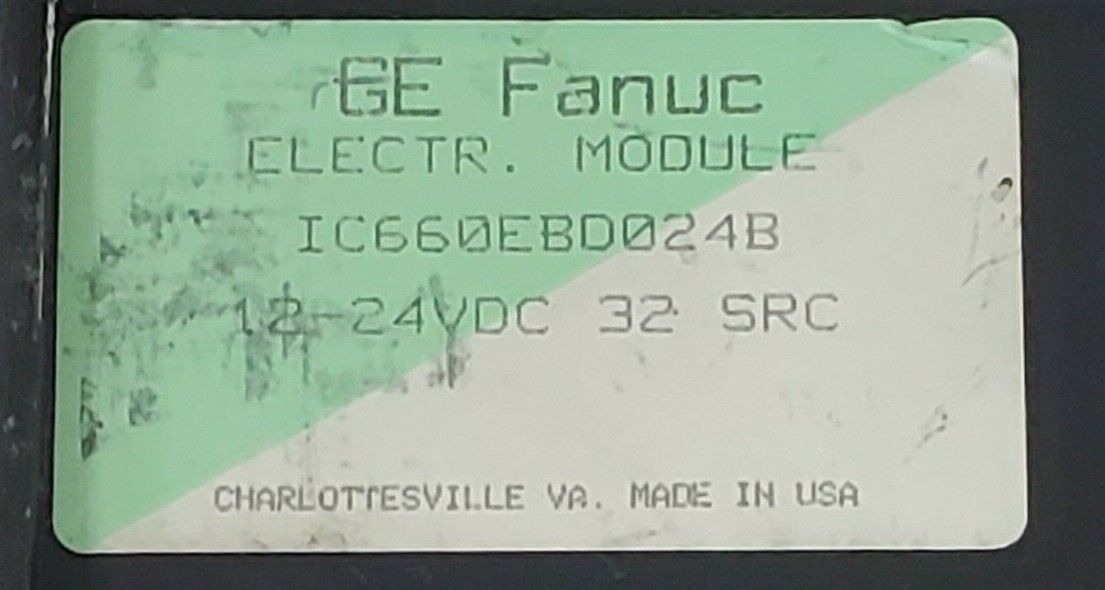 GE Fanuc
ELECTR. MODULE
IC660EBD024B
12-24VDC 32 SRC
CHARLOTTESVILLE VA. MADE IN USA